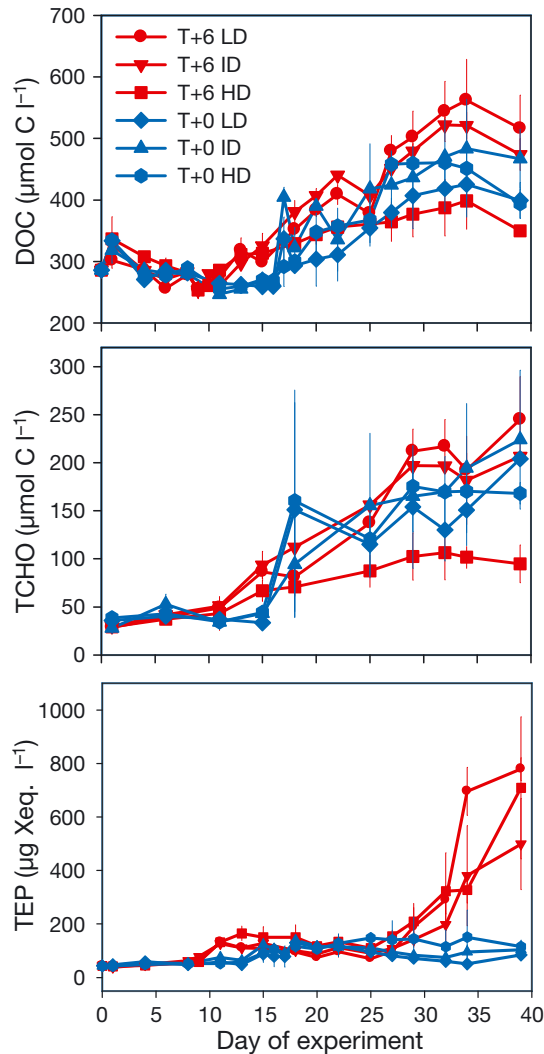 700
600
500
400
300
200
DOC (µmol C l⁻¹)
T+6 LD
T+6 ID
T+6 HD
T+0 LD
T+0 ID
T+0 HD
300
250
200
150
100
50
0
TCHO (µmol C l⁻¹)
1000
800
600
400
200
0
TEP (µg Xeq. l⁻¹)
0 5 10 15 20 25 30 35 40
Day of experiment